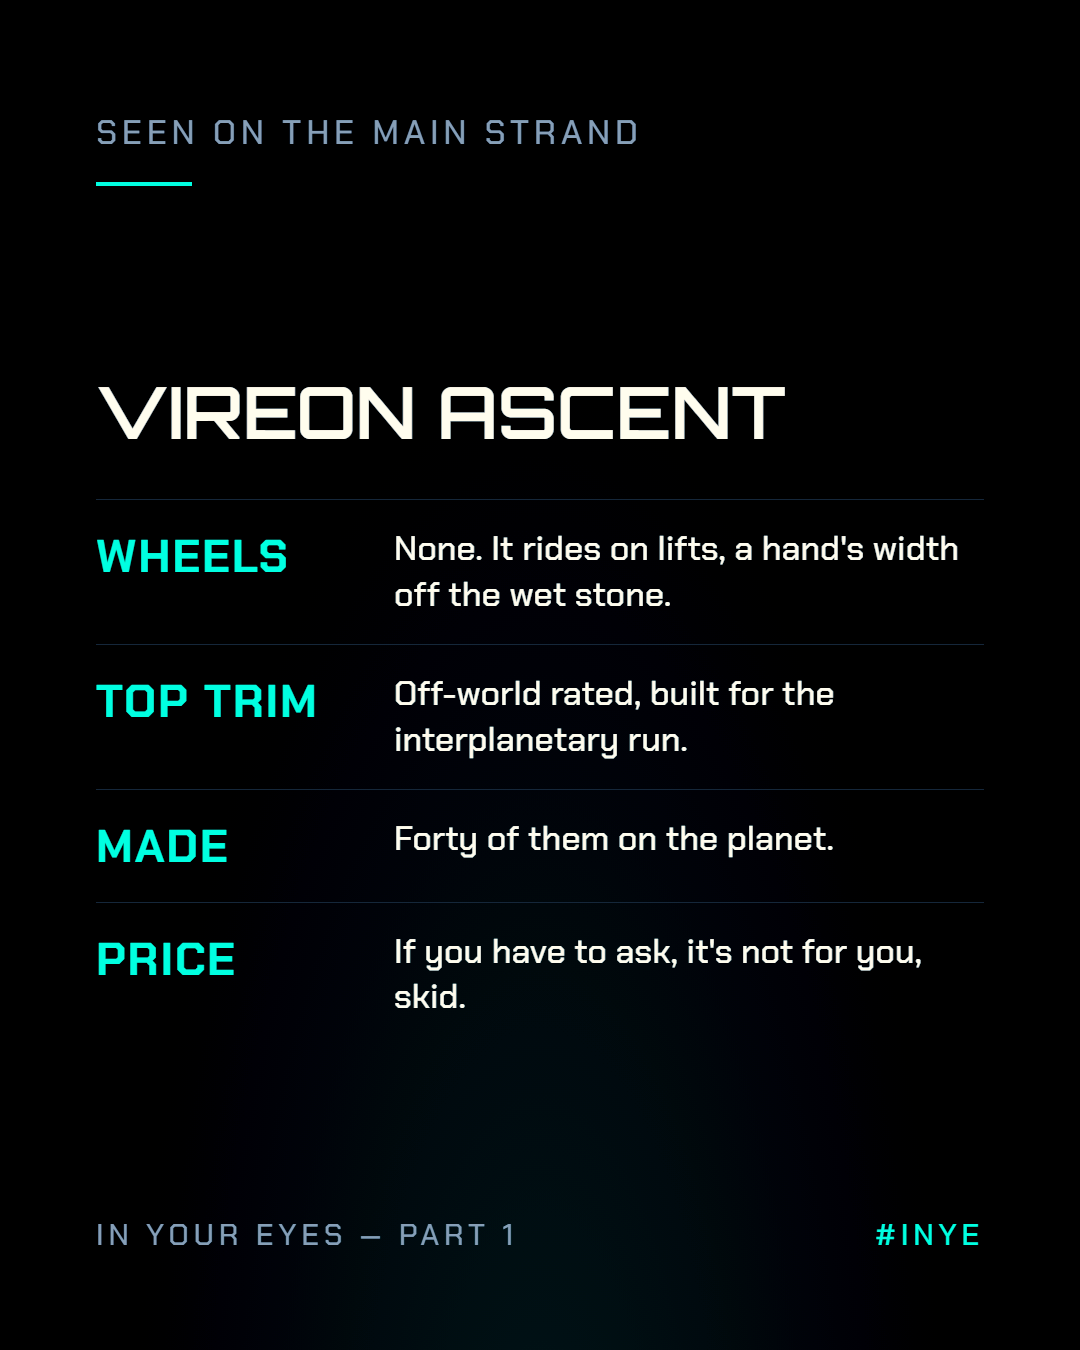 SEEN ON THE MAIN STRAND
VIREON ASCENT
WHEELS
None. It rides on lifts, a hand's width
off the wet stone.
TOP TRIM
Off-world rated, built for the
interplanetary run.
MADE
Forty of them on the planet.
PRICE
If you have to ask, it's not for you,
skid.
IN YOUR EYES — PART 1
#INYE